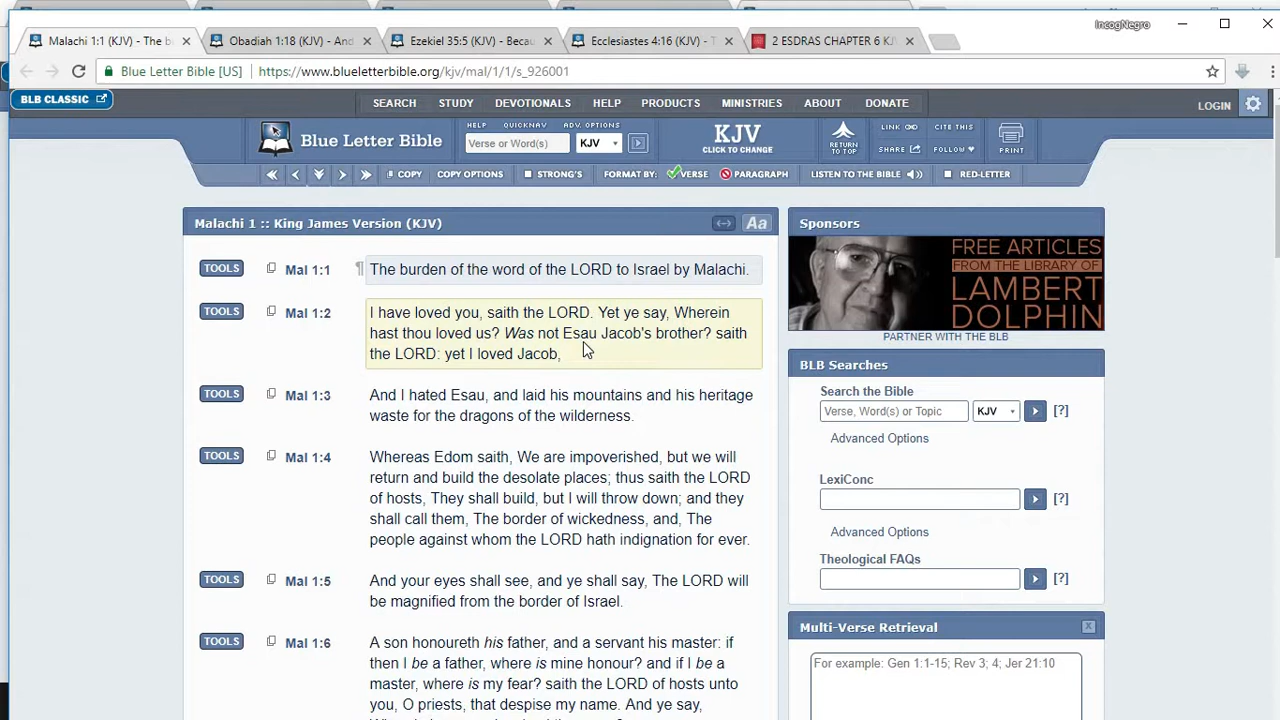 IncogNegro
Malachi 1:1 (KJV) - The b
Obadiah 1:18 (KJV) - And
Ezekiel 35:5 (KJV) - Becau
Ecclesiastes 4:16 (KJV) - T
2 ESDRAS CHAPTER 6 KJ
Blue Letter Bible [US]
https://www.blueletterbible.org/kjv/mal/1/1/s_926001
BLB CLASSIC
SEARCH STUDY DEVOTIONALS HELP PRODUCTS MINISTRIES ABOUT DONATE
LOGIN
Blue Letter Bible
HELP QUICKNAV ADV. OPTIONS
Verse or Word(s)
KJV
KJV
CLICK TO CHANGE
RETURN
TO TOP
LINK
CITE THIS
SHARE
FOLLOW
PRINT
COPY COPY OPTIONS STRONG'S FORMAT BY: VERSE PARAGRAPH LISTEN TO THE BIBLE RED-LETTER
Malachi 1 :: King James Version (KJV)
Aa
TOOLS Mal 1:1 ¶ The burden of the word of the LORD to Israel by Malachi.
TOOLS Mal 1:2 I have loved you, saith the LORD. Yet ye say, Wherein
hast thou loved us? Was not Esau Jacob's brother? saith
the LORD: yet I loved Jacob,
TOOLS Mal 1:3 And I hated Esau, and laid his mountains and his heritage
waste for the dragons of the wilderness.
TOOLS Mal 1:4 Whereas Edom saith, We are impoverished, but we will
return and build the desolate places; thus saith the LORD
of hosts, They shall build, but I will throw down; and they
shall call them, The border of wickedness, and, The
people against whom the LORD hath indignation for ever.
TOOLS Mal 1:5 And your eyes shall see, and ye shall say, The LORD will
be magnified from the border of Israel.
TOOLS Mal 1:6 A son honoureth his father, and a servant his master: if
then I be a father, where is mine honour? and if I be a
master, where is my fear? saith the LORD of hosts unto
you, O priests, that despise my name. And ye say,
Sponsors
FREE ARTICLES
FROM THE LIBRARY OF
LAMBERT
DOLPHIN
PARTNER WITH THE BLB
BLB Searches
Search the Bible
Verse, Word(s) or Topic KJV [?]
Advanced Options
LexiConc
[?]
Advanced Options
Theological FAQs
[?]
Multi-Verse Retrieval
X
For example: Gen 1:1-15; Rev 3; 4; Jer 21:10